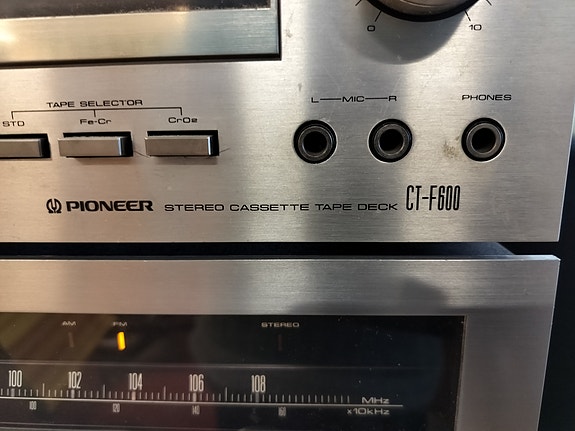 0 10
TAPE SELECTOR
STD Fe-Cr CrO2
L MIC R
PHONES
PIONEER STEREO CASSETTE TAPE DECK CT-F600
AM FM STEREO
100 102 104 106 108 MHz
100 120 140 160 x10kHz